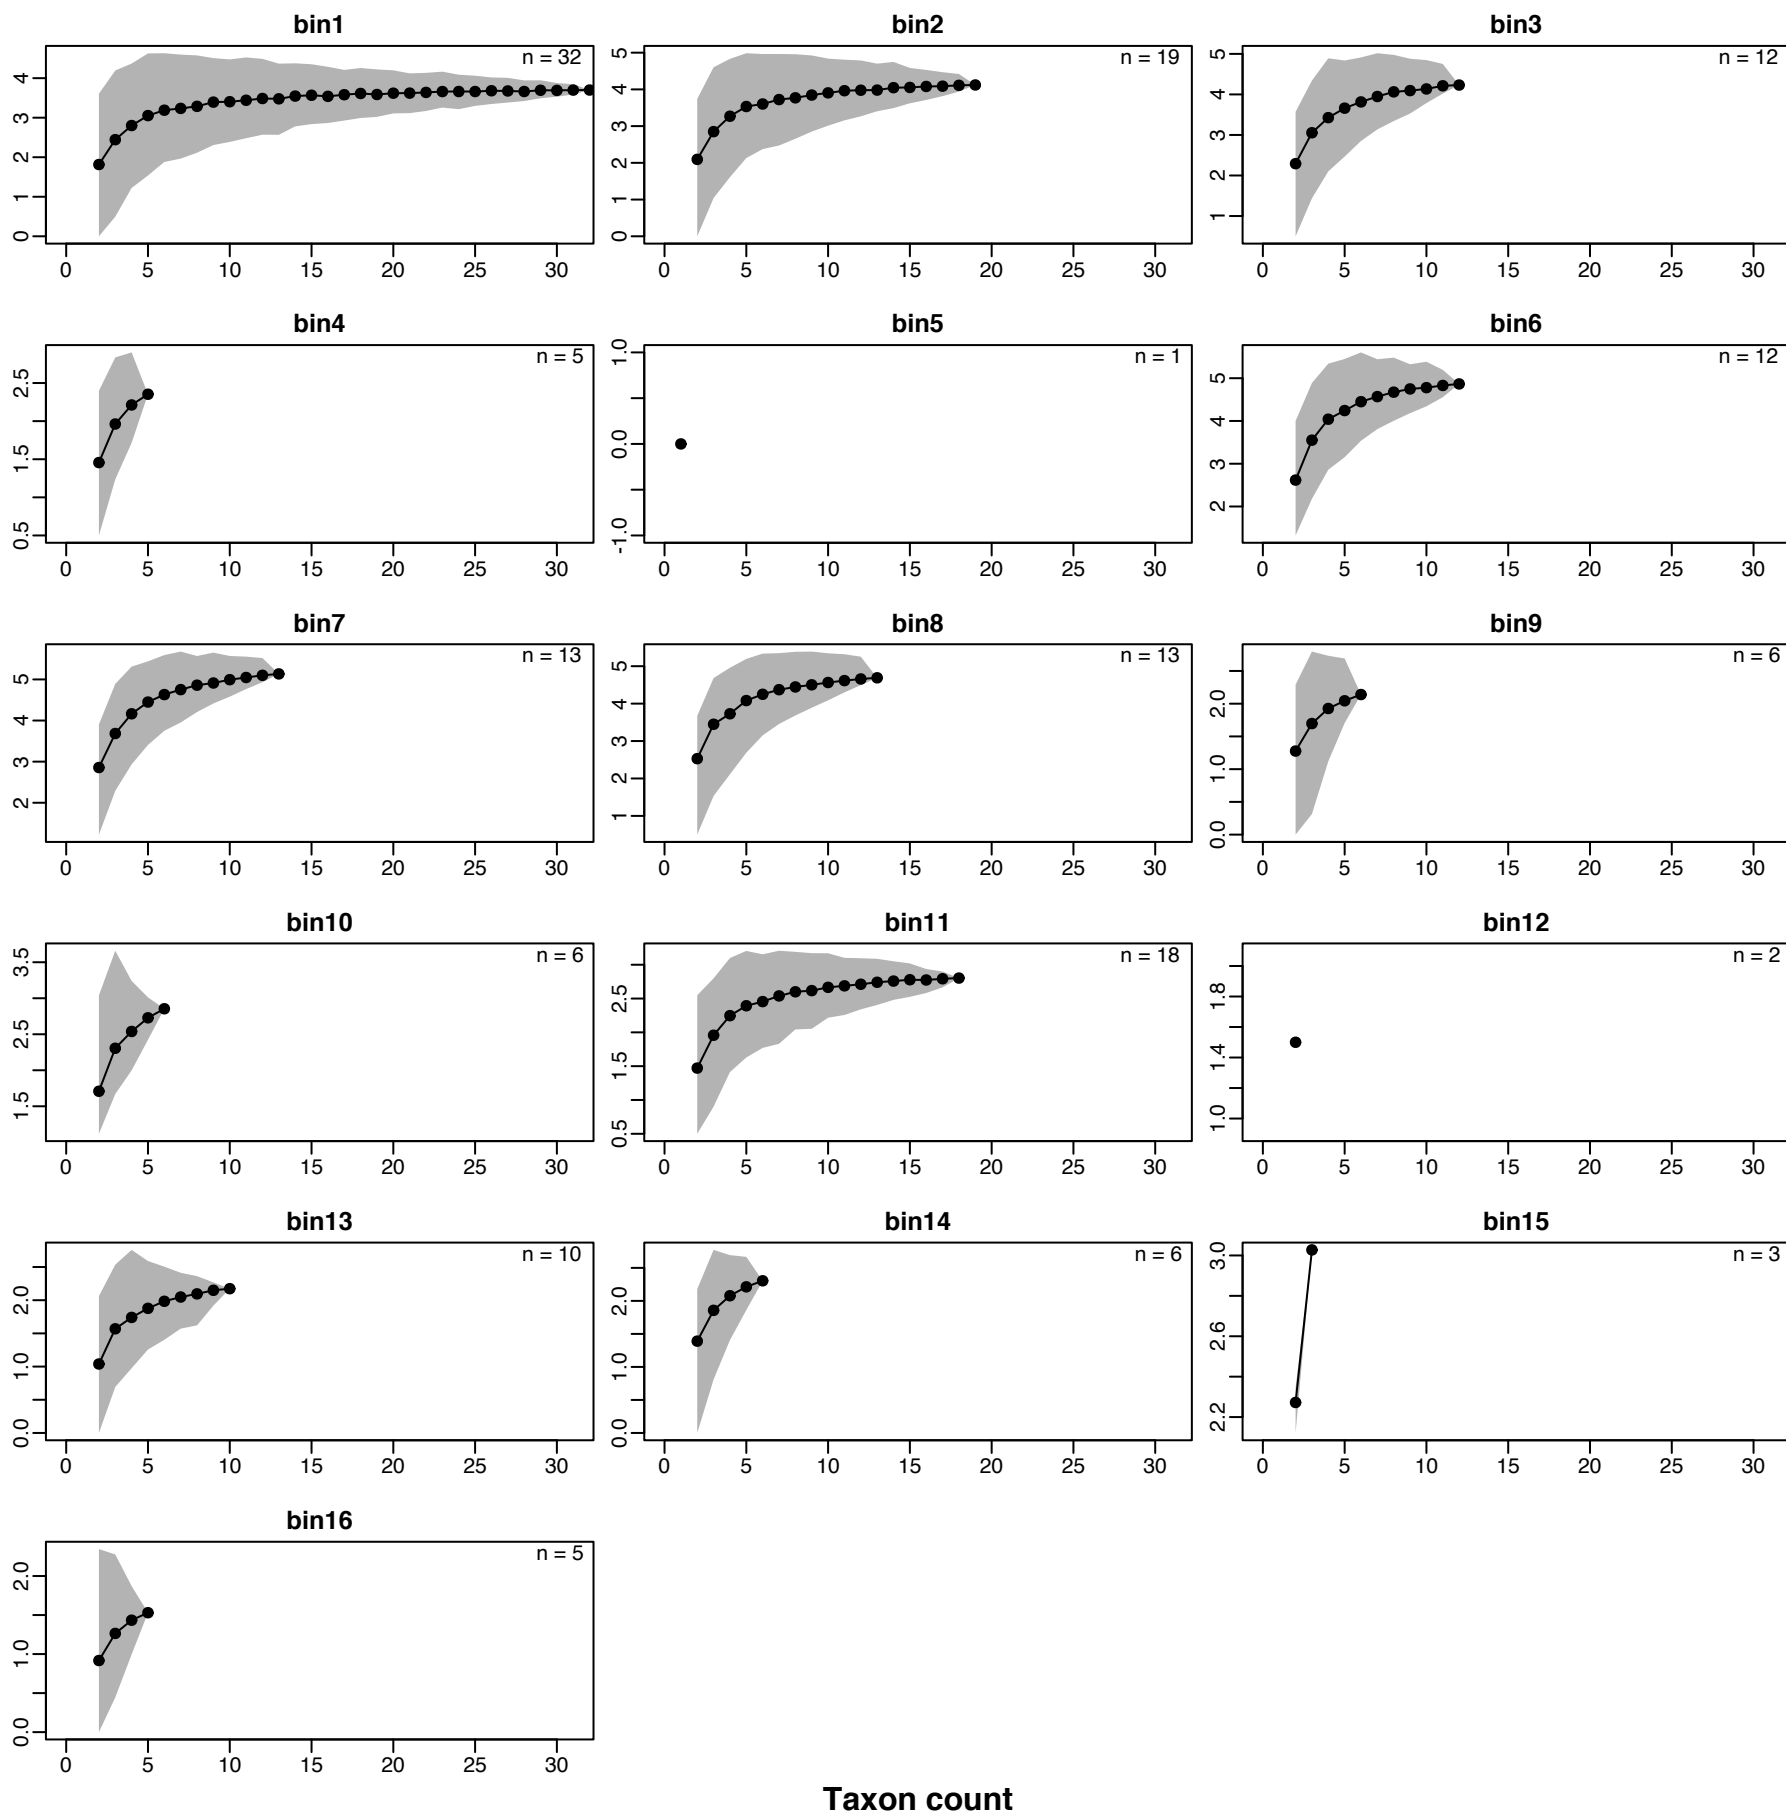 bin1 bin2 bin3
n = 32 n = 19 n = 12
0 1 2 3 4
0 1 2 3 4 5
1 2 3 4 5
0 5 10 15 20 25 30 0 5 10 15 20 25 30 0 5 10 15 20 25 30
bin4 bin5 bin6
n = 5 n = 1 n = 12
0.5 1.5 2.5
-1.0 0.0 1.0
2 3 4 5
0 5 10 15 20 25 30 0 5 10 15 20 25 30 0 5 10 15 20 25 30
bin7 bin8 bin9
n = 13 n = 13 n = 6
2 3 4 5
1 2 3 4 5
0.0 1.0 2.0
0 5 10 15 20 25 30 0 5 10 15 20 25 30 0 5 10 15 20 25 30
bin10 bin11 bin12
n = 6 n = 18 n = 2
1.5 2.5 3.5
0.5 1.5 2.5
1.0 1.4 1.8
0 5 10 15 20 25 30 0 5 10 15 20 25 30 0 5 10 15 20 25 30
bin13 bin14 bin15
n = 10 n = 6 n = 3
0.0 1.0 2.0
0.0 1.0 2.0
2.2 2.6 3.0
0 5 10 15 20 25 30 0 5 10 15 20 25 30 0 5 10 15 20 25 30
bin16
n = 5
0.0 1.0 2.0
0 5 10 15 20 25 30
Taxon count